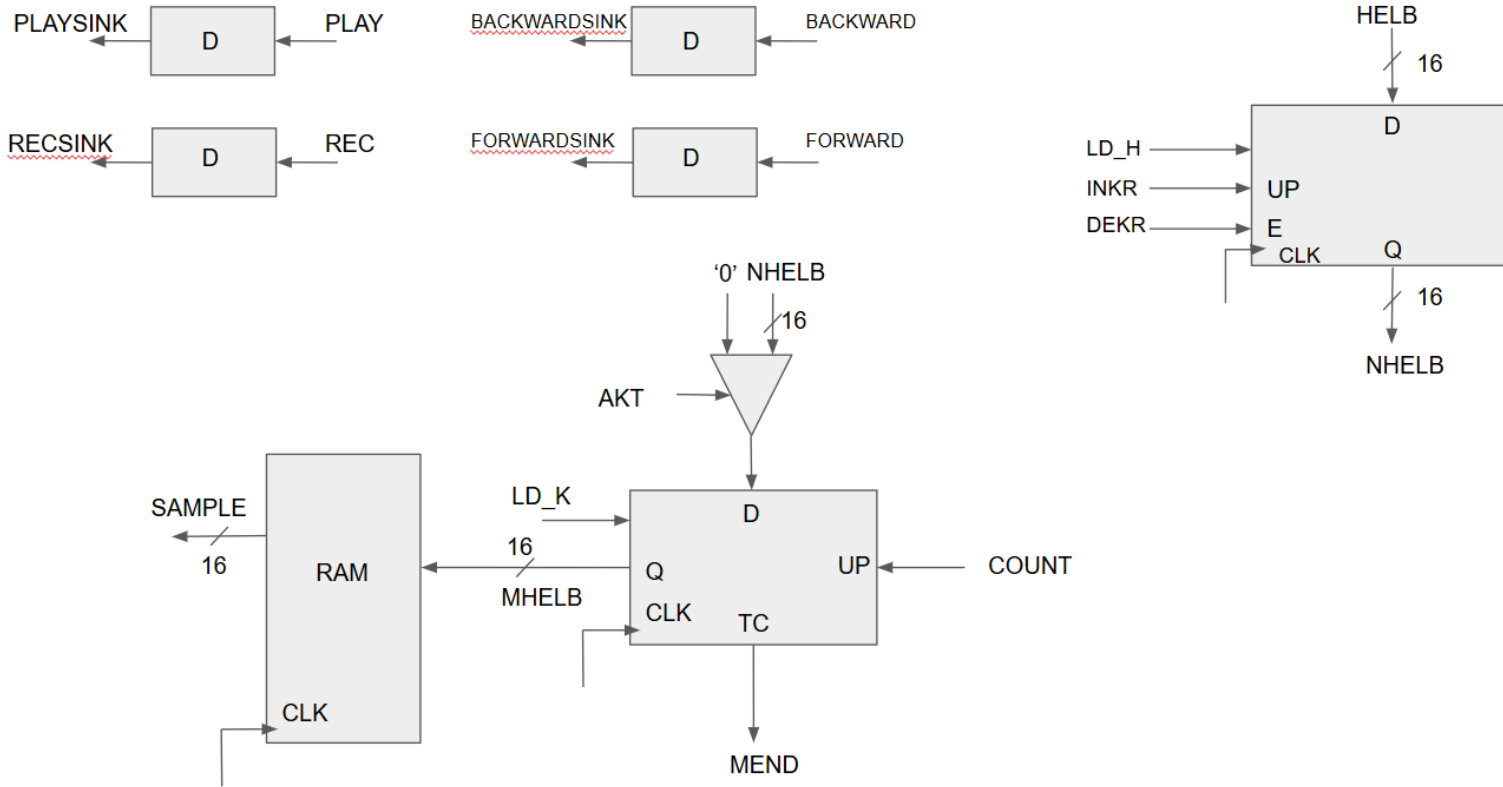 PLAYSINK D PLAY
BACKWARDSINK D BACKWARD
RECSINK D REC
FORWARDSINK D FORWARD
HELB
16
D
LD_H
INKR UP
DEKR E
CLK Q
16
NHELB
'0' NHELB
16
AKT
LD_K D
SAMPLE
16
RAM
16
MHELB
Q UP COUNT
CLK TC
CLK
MEND